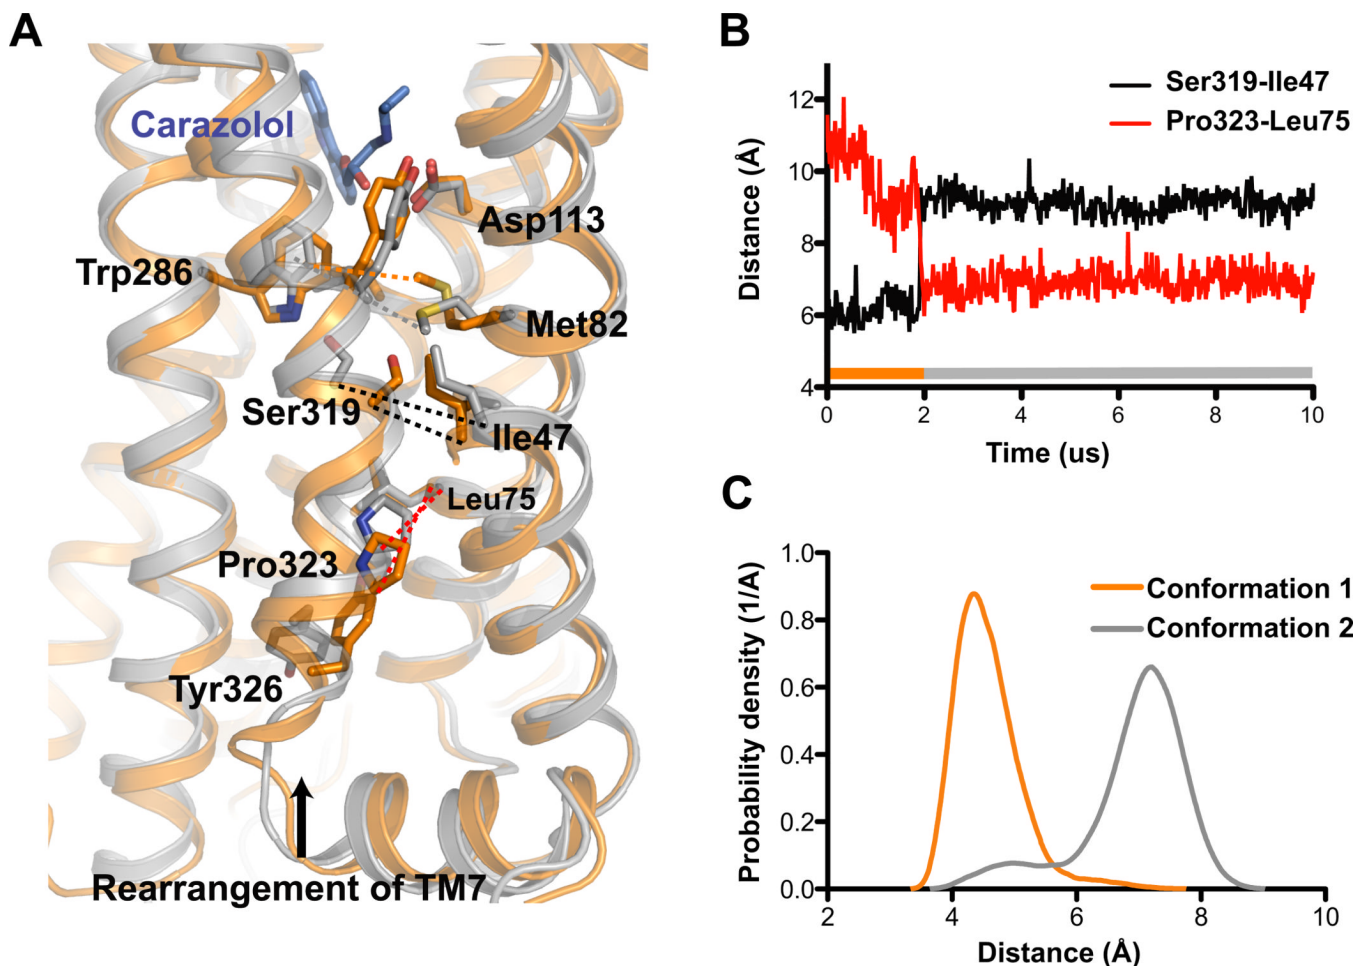 A
Carazolol
Asp113
Trp286
Met82
Ser319
Ile47
Leu75
Pro323
Tyr326
Rearrangement of TM7
B
Ser319-Ile47
Pro323-Leu75
Distance (Å)
12
10
8
6
4
0
2
4
6
8
10
Time (us)
C
Conformation 1
Conformation 2
Probability density (1/A)
1.0
0.8
0.6
0.4
0.2
0.0
2
4
6
8
10
Distance (Å)